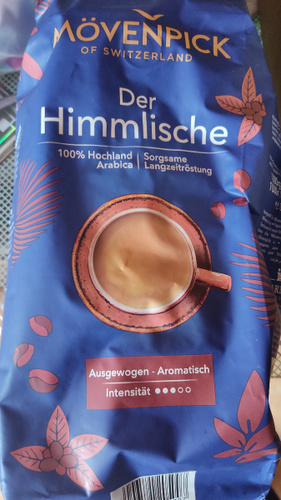 MÖVENPICK
OF SWITZERLAND
Der
Himmlische
100% Hochland Arabica | Sorgsame Langzeitröstung
Ausgewogen - Aromatisch
Intensität